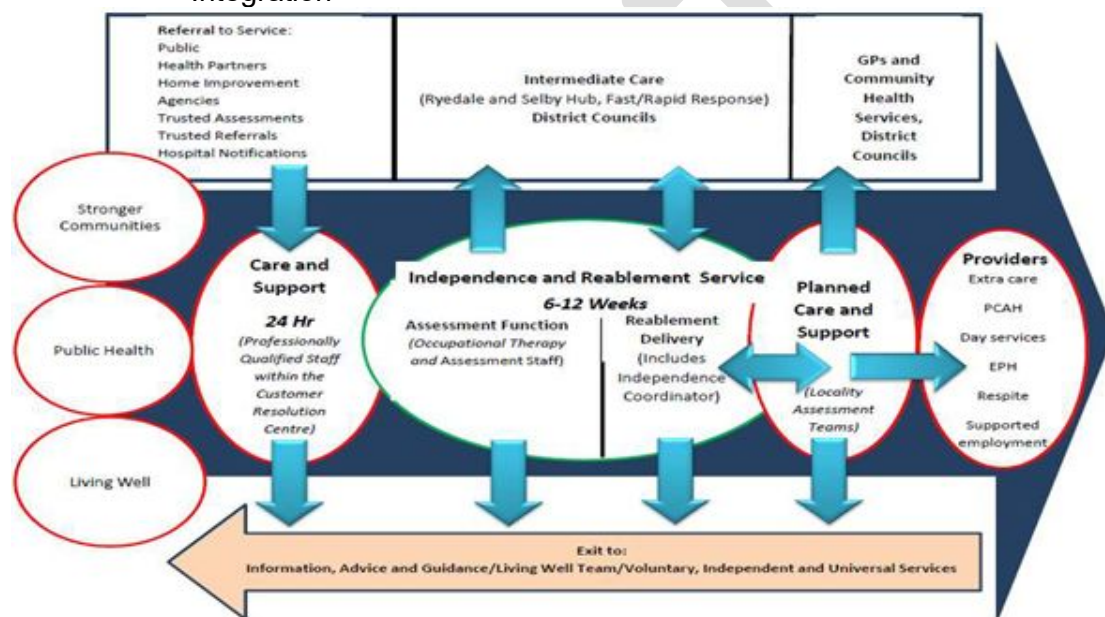 Integration
Referral to Service:
Public
Health Partners
Home Improvement
Agencies
Trusted Assessments
Trusted Referrals
Hospital Notifications
Intermediate Care
(Ryedale and Selby Hub, Fast/Rapid Response)
District Councils
GPs and
Community
Health
Services,
District
Councils
Stronger
Communities
Public Health
Living Well
Care and
Support
24 Hr
(Professionally
Qualified Staff
within the
Customer
Resolution
Centre)
Independence and Reablement Service
6-12 Weeks
Assessment Function
(Occupational Therapy
and Assessment Staff)
Reablement
Delivery
(Includes
Independence
Coordinator)
Planned
Care and
Support
(Locality
Assessment
Teams)
Providers
Extra care
PCAH
Day services
EPH
Respite
Supported
employment
Exit to:
Information, Advice and Guidance/Living Well Team/Voluntary, Independent and Universal Services